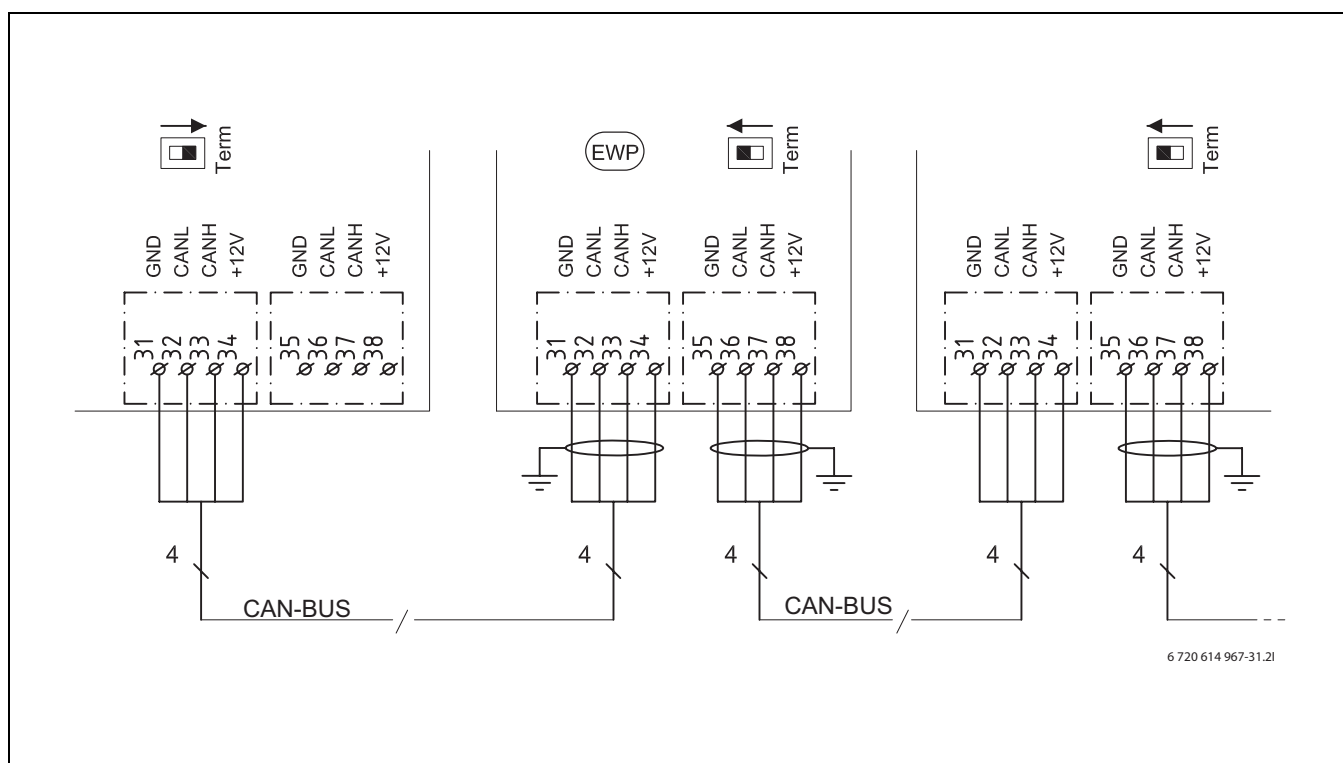 Term
EWP
Term
Term
GND CANL CANH +12V
GND CANL CANH +12V
GND CANL CANH +12V
GND CANL CANH +12V
GND CANL CANH +12V
GND CANL CANH +12V
31 32 33 34
35 36 37 38
31 32 33 34
35 36 37 38
31 32 33 34
35 36 37 38
4
4
4
4
4
CAN-BUS
CAN-BUS
6 720 614 967-31.2I